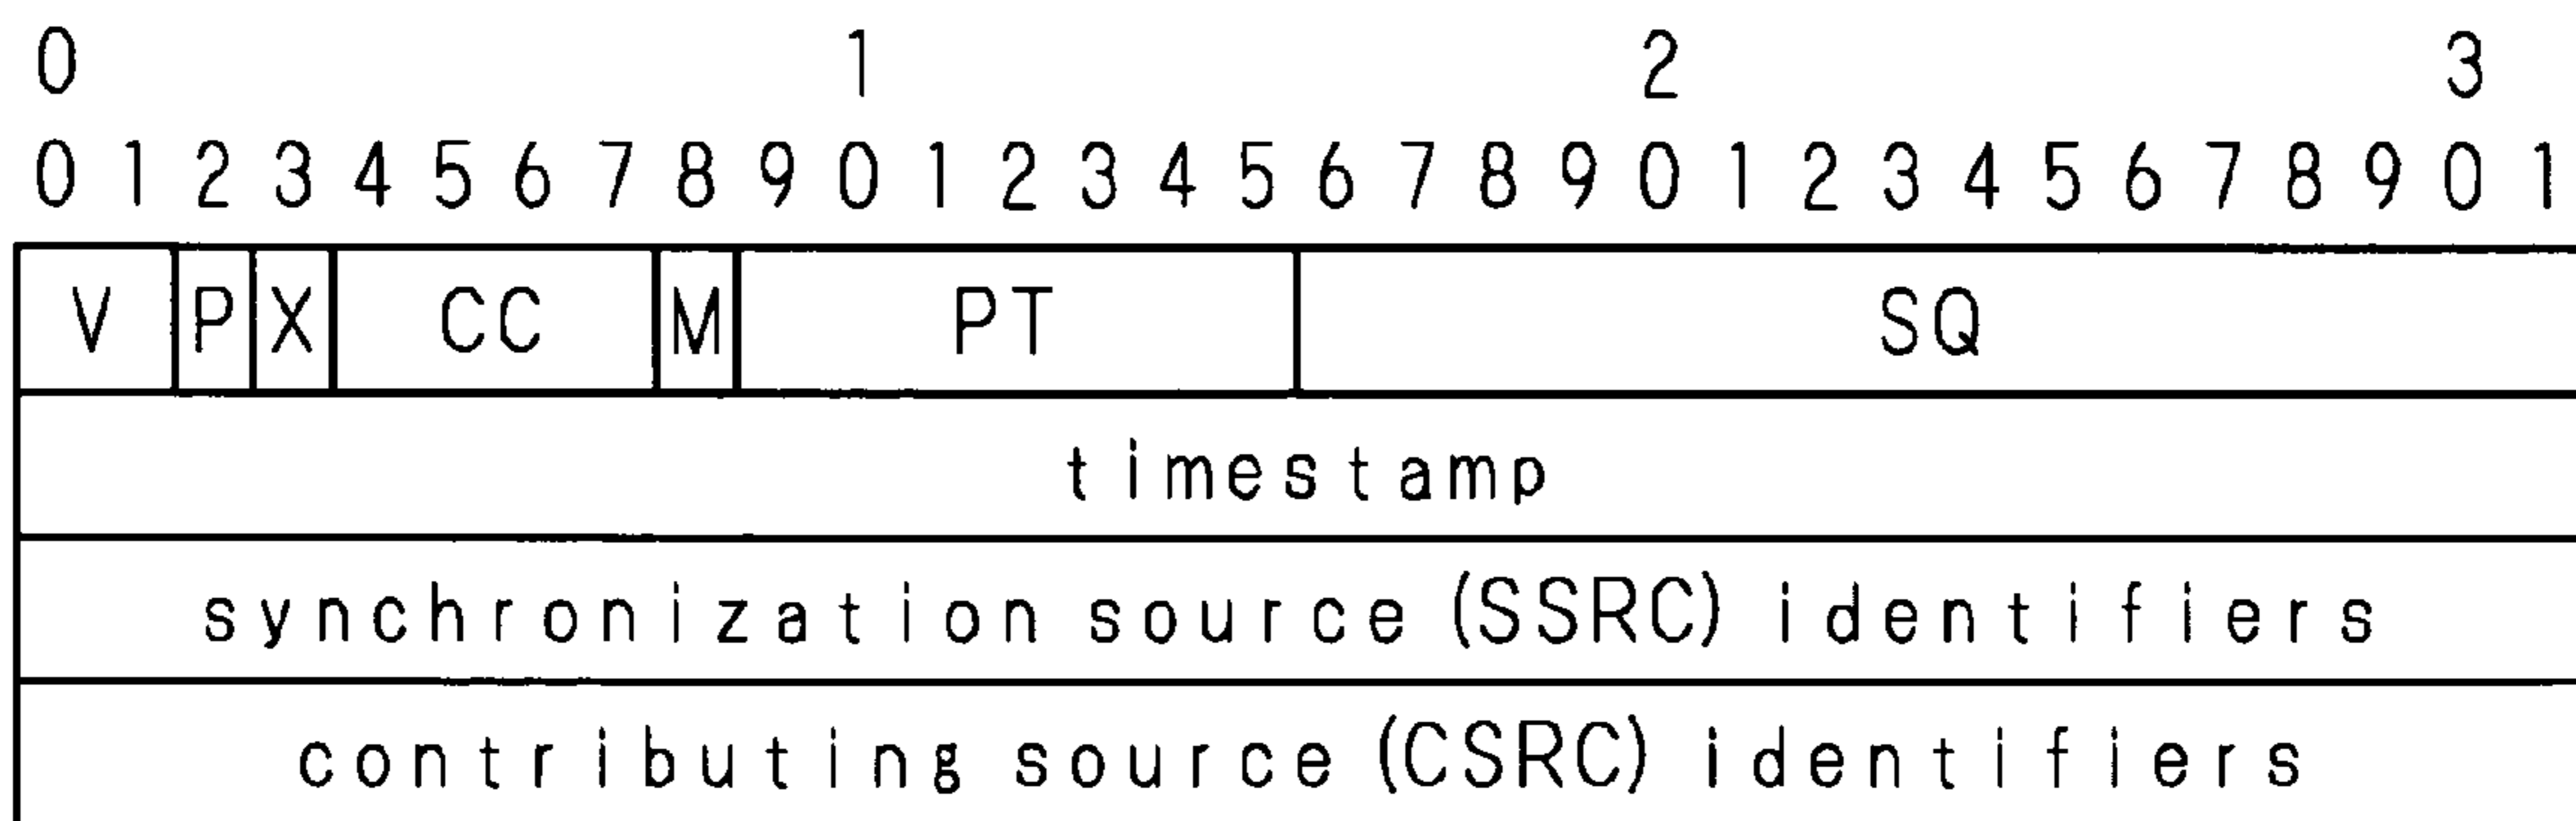 0 1 2 3
0 1 2 3 4 5 6 7 8 9 0 1 2 3 4 5 6 7 8 9 0 1 2 3 4 5 6 7 8 9 0 1
V P X CC M PT SQ
timestamp
synchronization source (SSRC) identifiers
contributing source (CSRC) identifiers